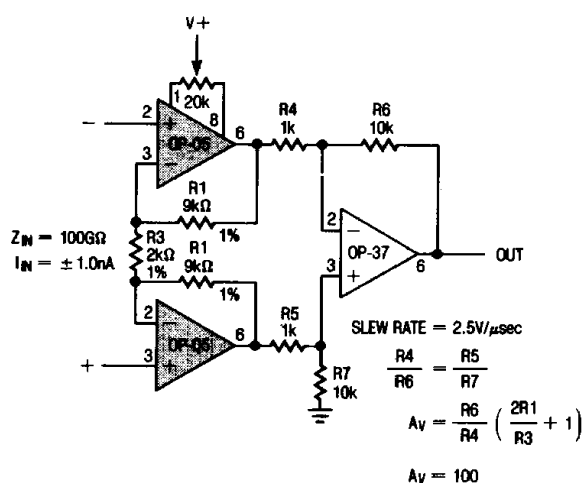 V+
1
20k
8
2
+
−
OP-05
6
3
−
R4
1k
R6
10k
R1
9kΩ
1%
ZIN = 100GΩ
IIN = ± 1.0nA
R3
2kΩ
1%
R1
9kΩ
1%
2
−
OP-37
6
OUT
3
+
2
−
OP-05
6
+
3
+
R5
1k
R7
10k
SLEW RATE = 2.5V/μsec
R4
R6
=
R5
R7
AV = R6/R4 ( 2R1/R3 + 1 )
AV = 100